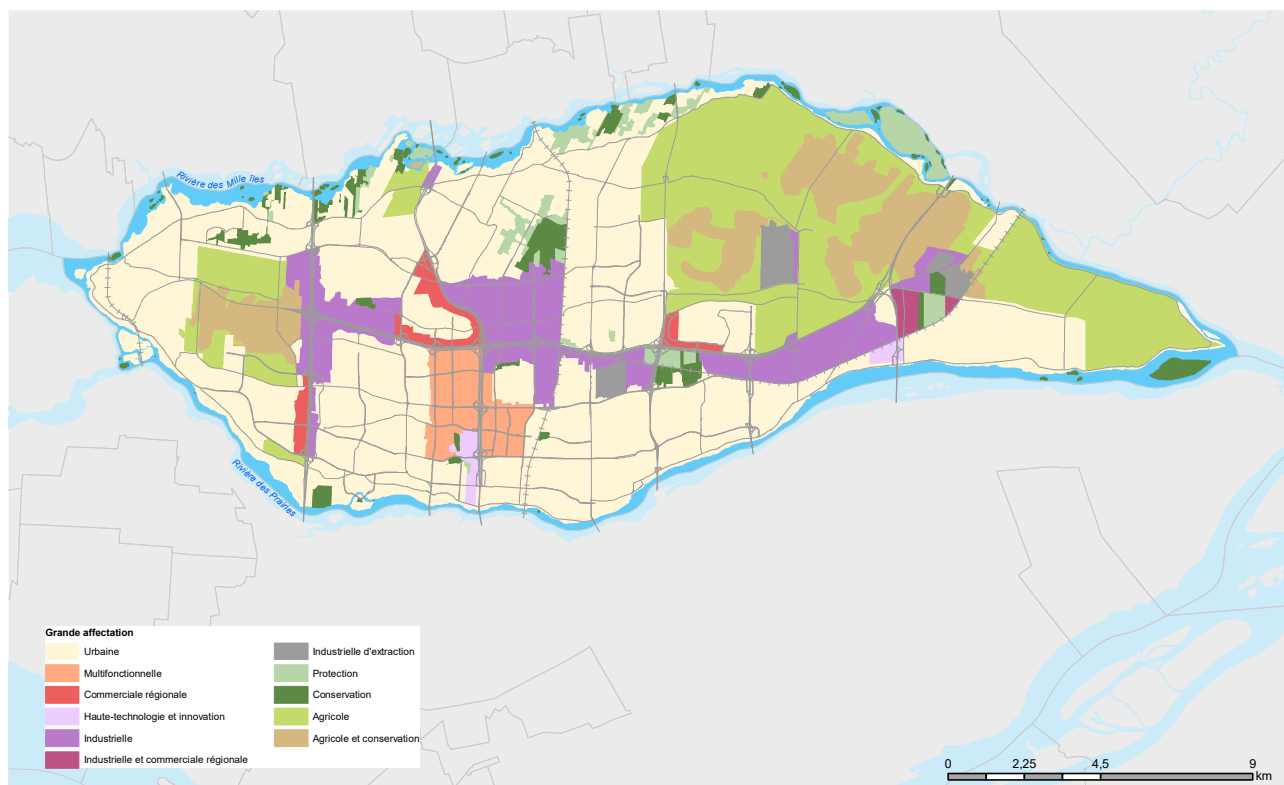 Rivière des Mille Îles
Rivière des Prairies
Grande affectation
Urbaine
Multifonctionnelle
Commerciale régionale
Haute-technologie et innovation
Industrielle
Industrielle et commerciale régionale
Industrielle d'extraction
Protection
Conservation
Agricole
Agricole et conservation
0 2,25 4,5 9
km